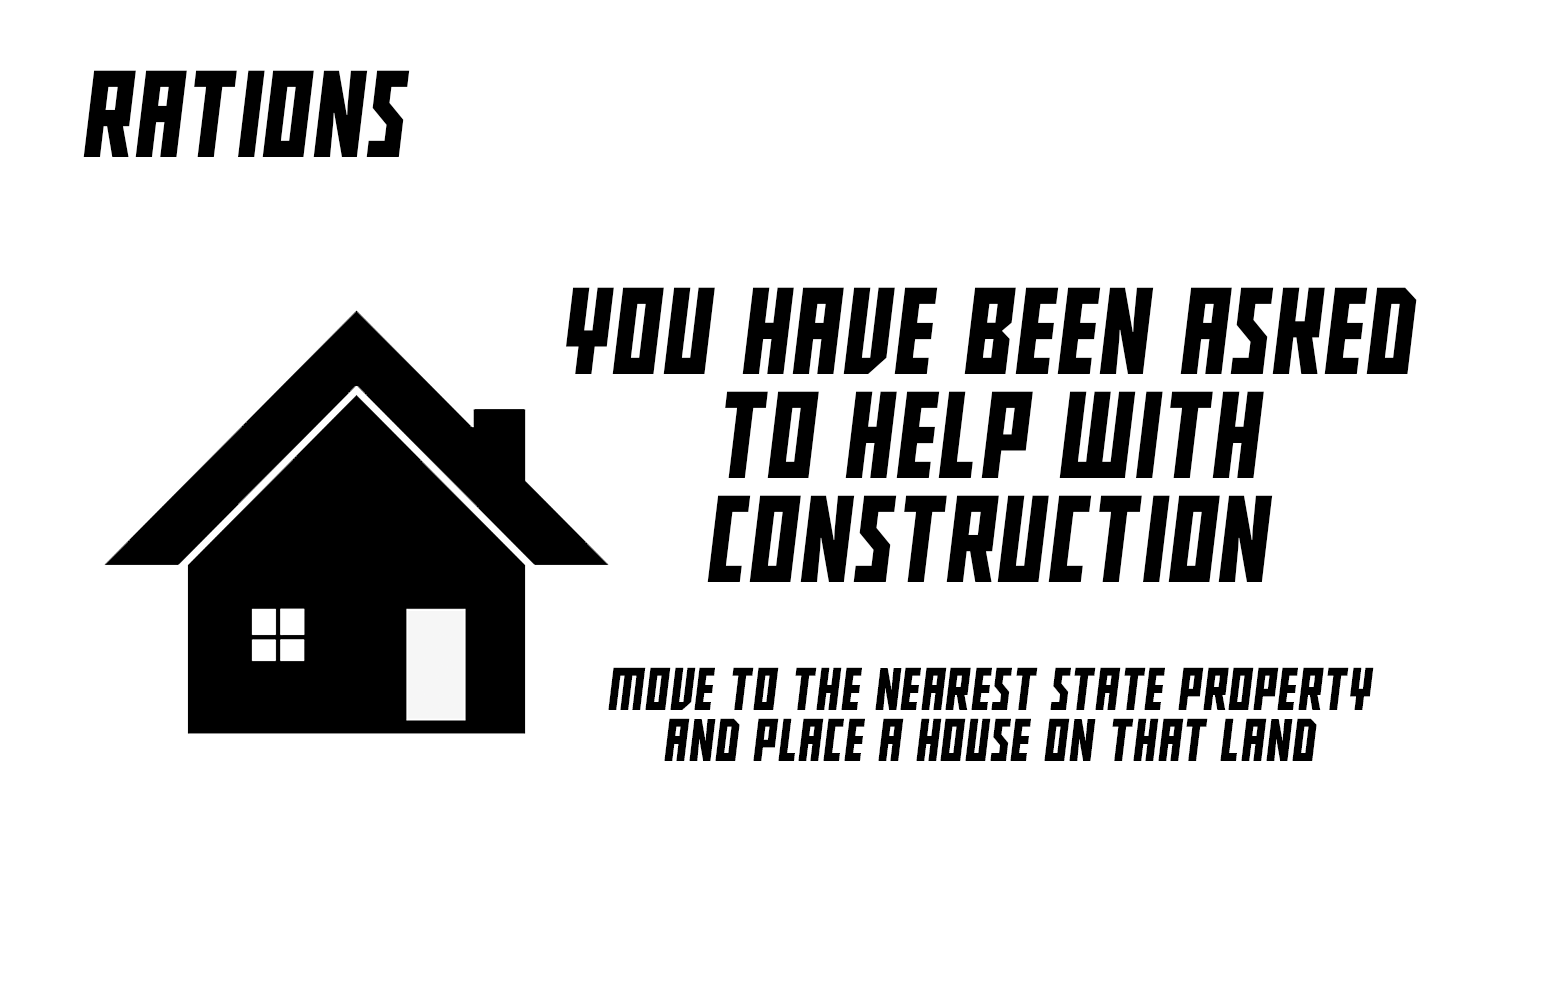 RATIONS
YOU HAVE BEEN ASKED
TO HELP WITH
CONSTRUCTION
MOVE TO THE NEAREST STATE PROPERTY
AND PLACE A HOUSE ON THAT LAND